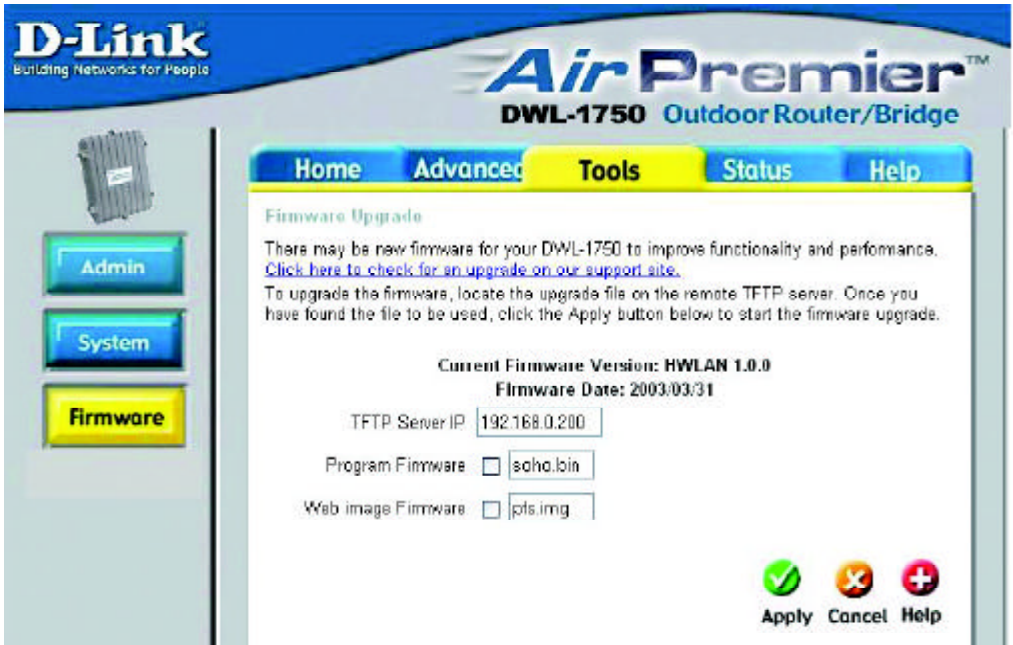 D-Link
Building Networks for People
Air Premier™
DWL-1750 Outdoor Router/Bridge
Home Advanced Tools Status Help
Admin
System
Firmware
Firmware Upgrade
There may be new firmware for your DWL-1750 to improve functionality and performance.
Click here to check for an upgrade on our support site.
To upgrade the firmware, locate the upgrade file on the remote TFTP server. Once you
have found the file to be used, click the Apply button below to start the firmware upgrade.
Current Firmware Version: HWLAN 1.0.0
Firmware Date: 2003/03/31
TFTP Server IP 192.168.0.200
Program Firmware soho.bin
Web image Firmware pfs.img
Apply Cancel Help